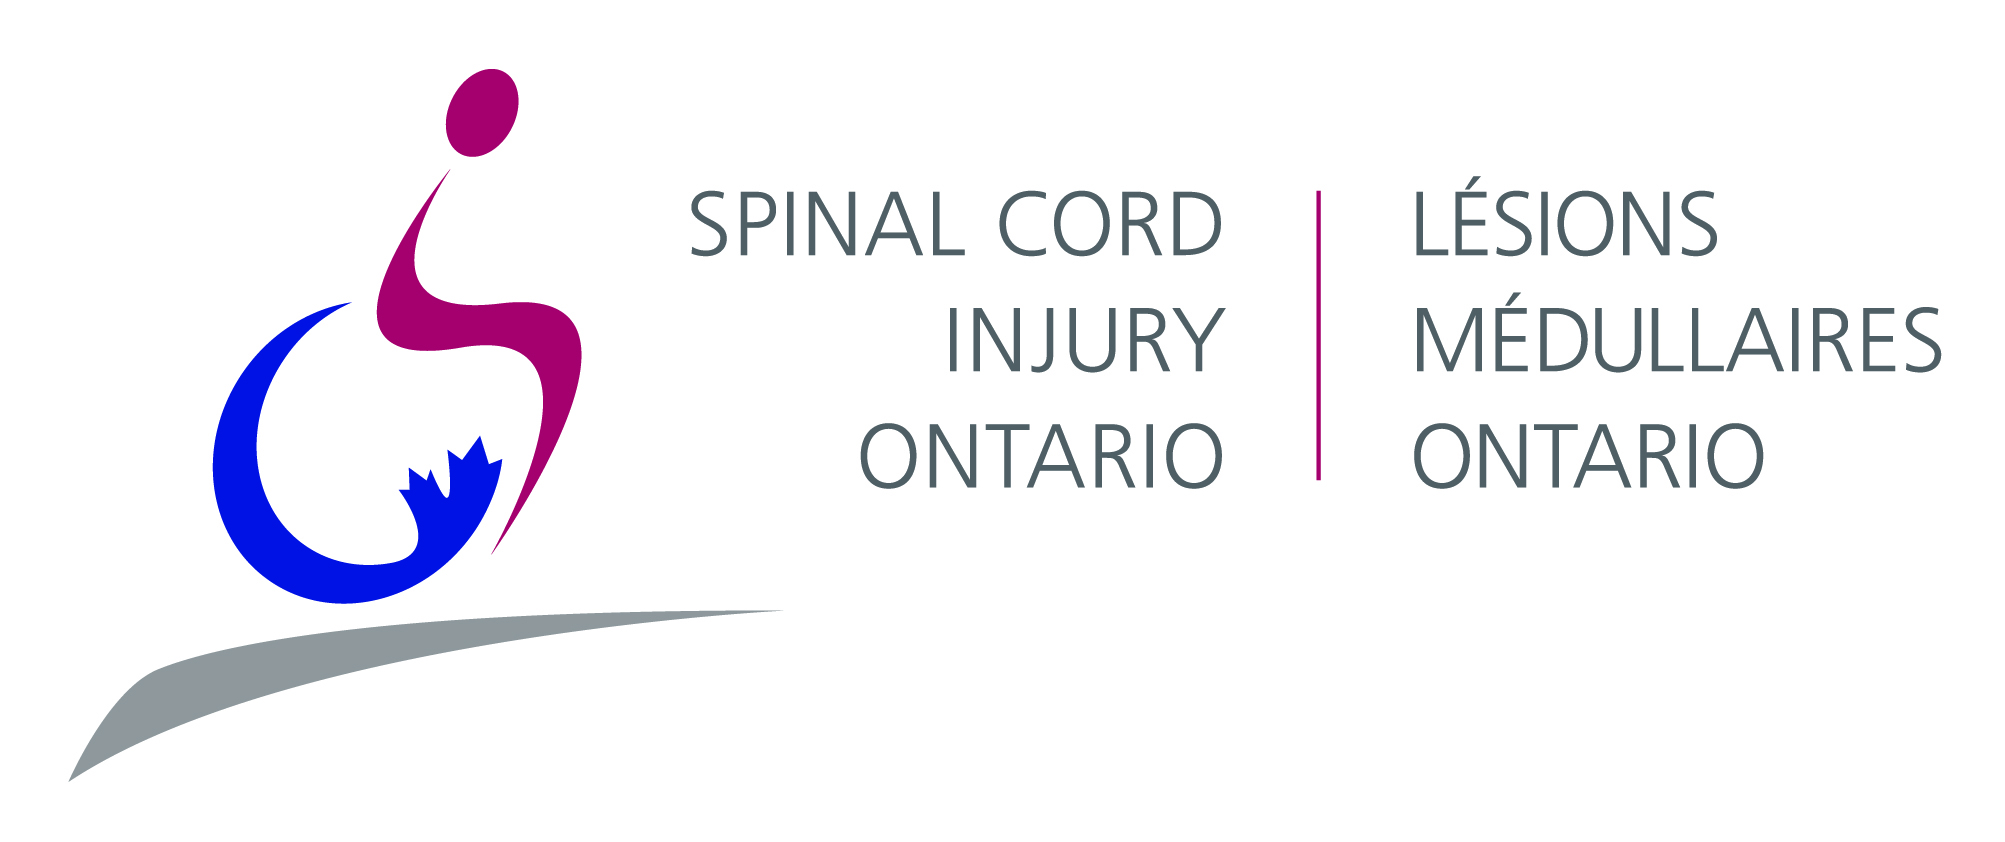 SPINAL CORD
INJURY
ONTARIO
LÉSIONS
MÉDULLAIRES
ONTARIO